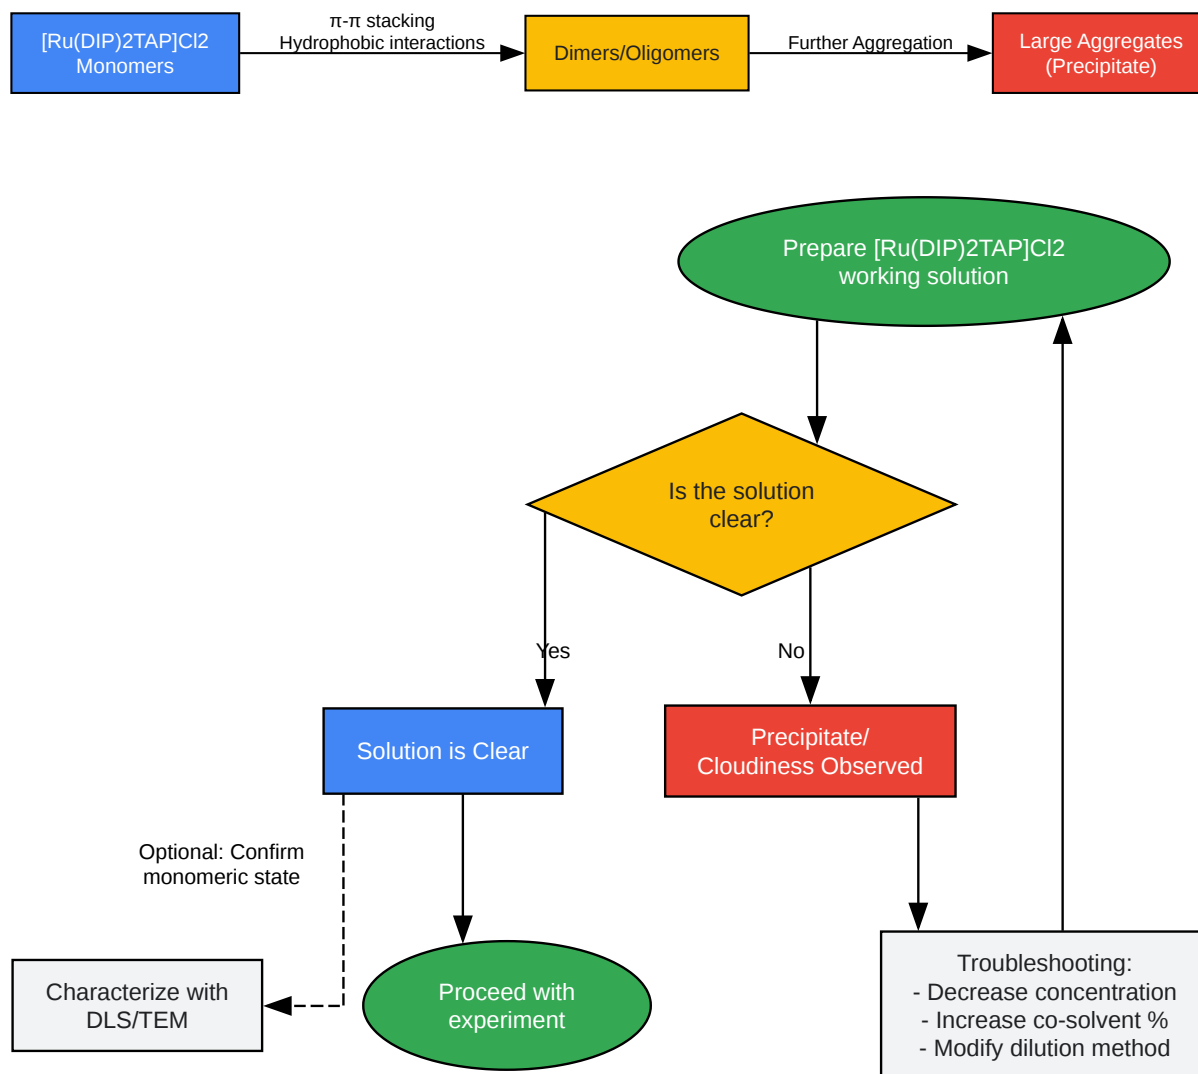 [Ru(DIP)2TAP]Cl2
Monomers
π-π stacking
Hydrophobic interactions
Dimers/Oligomers
Further Aggregation
Large Aggregates
(Precipitate)
Prepare [Ru(DIP)2TAP]Cl2
working solution
Is the solution
clear?
Yes
No
Solution is Clear
Precipitate/
Cloudiness Observed
Optional: Confirm
monomeric state
Characterize with
DLS/TEM
Proceed with
experiment
Troubleshooting:
- Decrease concentration
- Increase co-solvent %
- Modify dilution method